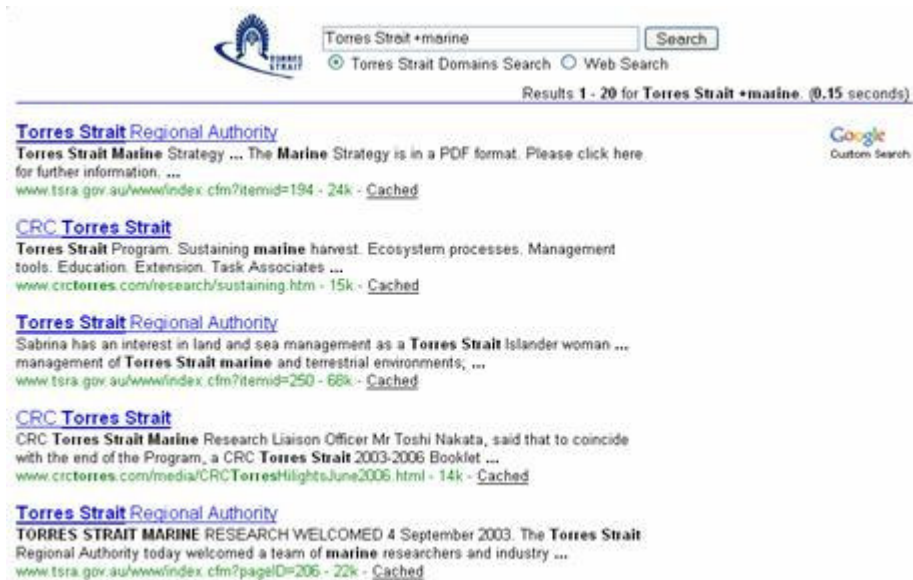 TORRES
STRAIT
Torres Strait +marine
Search
Torres Strait Domains Search Web Search
Results 1 - 20 for Torres Strait +marine. (0.15 seconds)
Google
Custom Search
Torres Strait Regional Authority
Torres Strait Marine Strategy ... The Marine Strategy is in a PDF format. Please click here
for further information. ...
www.tsra.gov.au/www/index.cfm?itemid=194 - 24k - Cached
CRC Torres Strait
Torres Strait Program. Sustaining marine harvest. Ecosystem processes. Management
tools. Education. Extension. Task Associates ...
www.crctorres.com/research/sustaining.htm - 15k - Cached
Torres Strait Regional Authority
Sabrina has an interest in land and sea management as a Torres Strait Islander woman ...
management of Torres Strait marine and terrestrial environments; ...
www.tsra.gov.au/www/index.cfm?itemid=250 - 68k - Cached
CRC Torres Strait
CRC Torres Strait Marine Research Liaison Officer Mr Toshi Nakata, said that to coincide
with the end of the Program, a CRC Torres Strait 2003-2006 Booklet ...
www.crctorres.com/media/CRCTorresHilightsJune2006.html - 14k - Cached
Torres Strait Regional Authority
TORRES STRAIT MARINE RESEARCH WELCOMED 4 September 2003. The Torres Strait
Regional Authority today welcomed a team of marine researchers and industry ...
www.tsra.gov.au/www/index.cfm?pageID=206 - 22k - Cached